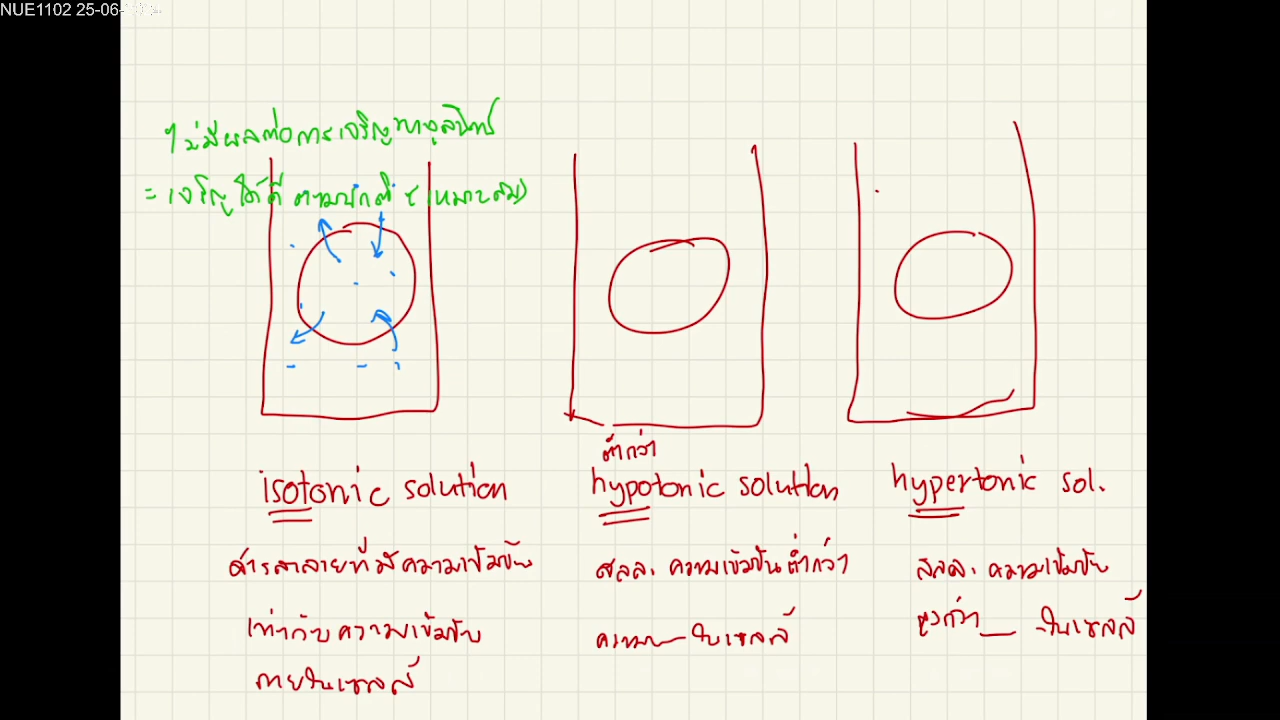 NUE1102 25-06-
ไม่มีผลต่อการเจริญของจุลินทรีย์
= เจริญได้ดี ตามปกติ (เหมาะสม)
ต่ำกว่า
isotonic solution
hypotonic solution
hypertonic sol.
สารละลายที่มีความเข้มข้น
เท่ากับความเข้มข้น
ภายในเซลล์
สลล. ความเข้มข้นต่ำกว่า
ความ— ในเซลล์
สลล. ความเข้มข้น
สูงกว่า — ในเซลล์